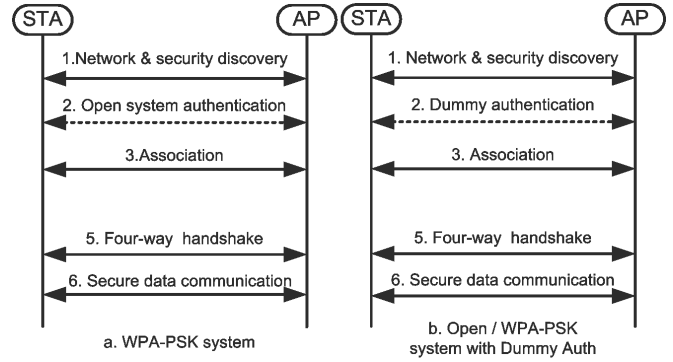 STA
AP
1.Network & security discovery
2. Open system authentication
3.Association
5. Four-way handshake
6. Secure data communication
a. WPA-PSK system
STA
AP
1. Network & security discovery
2. Dummy authentication
3. Association
5. Four-way handshake
6. Secure data communication
b. Open / WPA-PSK
system with Dummy Auth